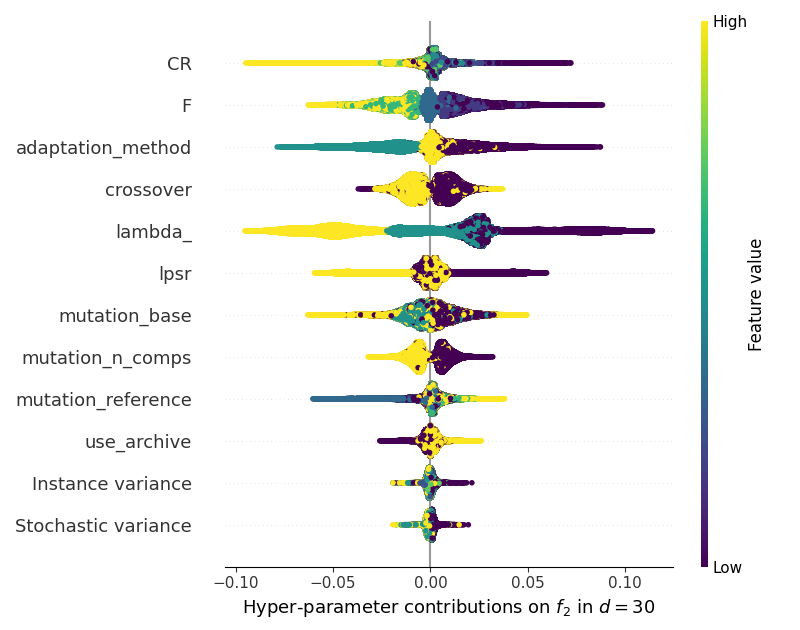 High
CR
F
adaptation_method
crossover
lambda_
lpsr
mutation_base
mutation_n_comps
mutation_reference
use_archive
Instance variance
Stochastic variance
Feature value
Low
−0.10 −0.05 0.00 0.05 0.10
Hyper-parameter contributions on f₂ in d = 30